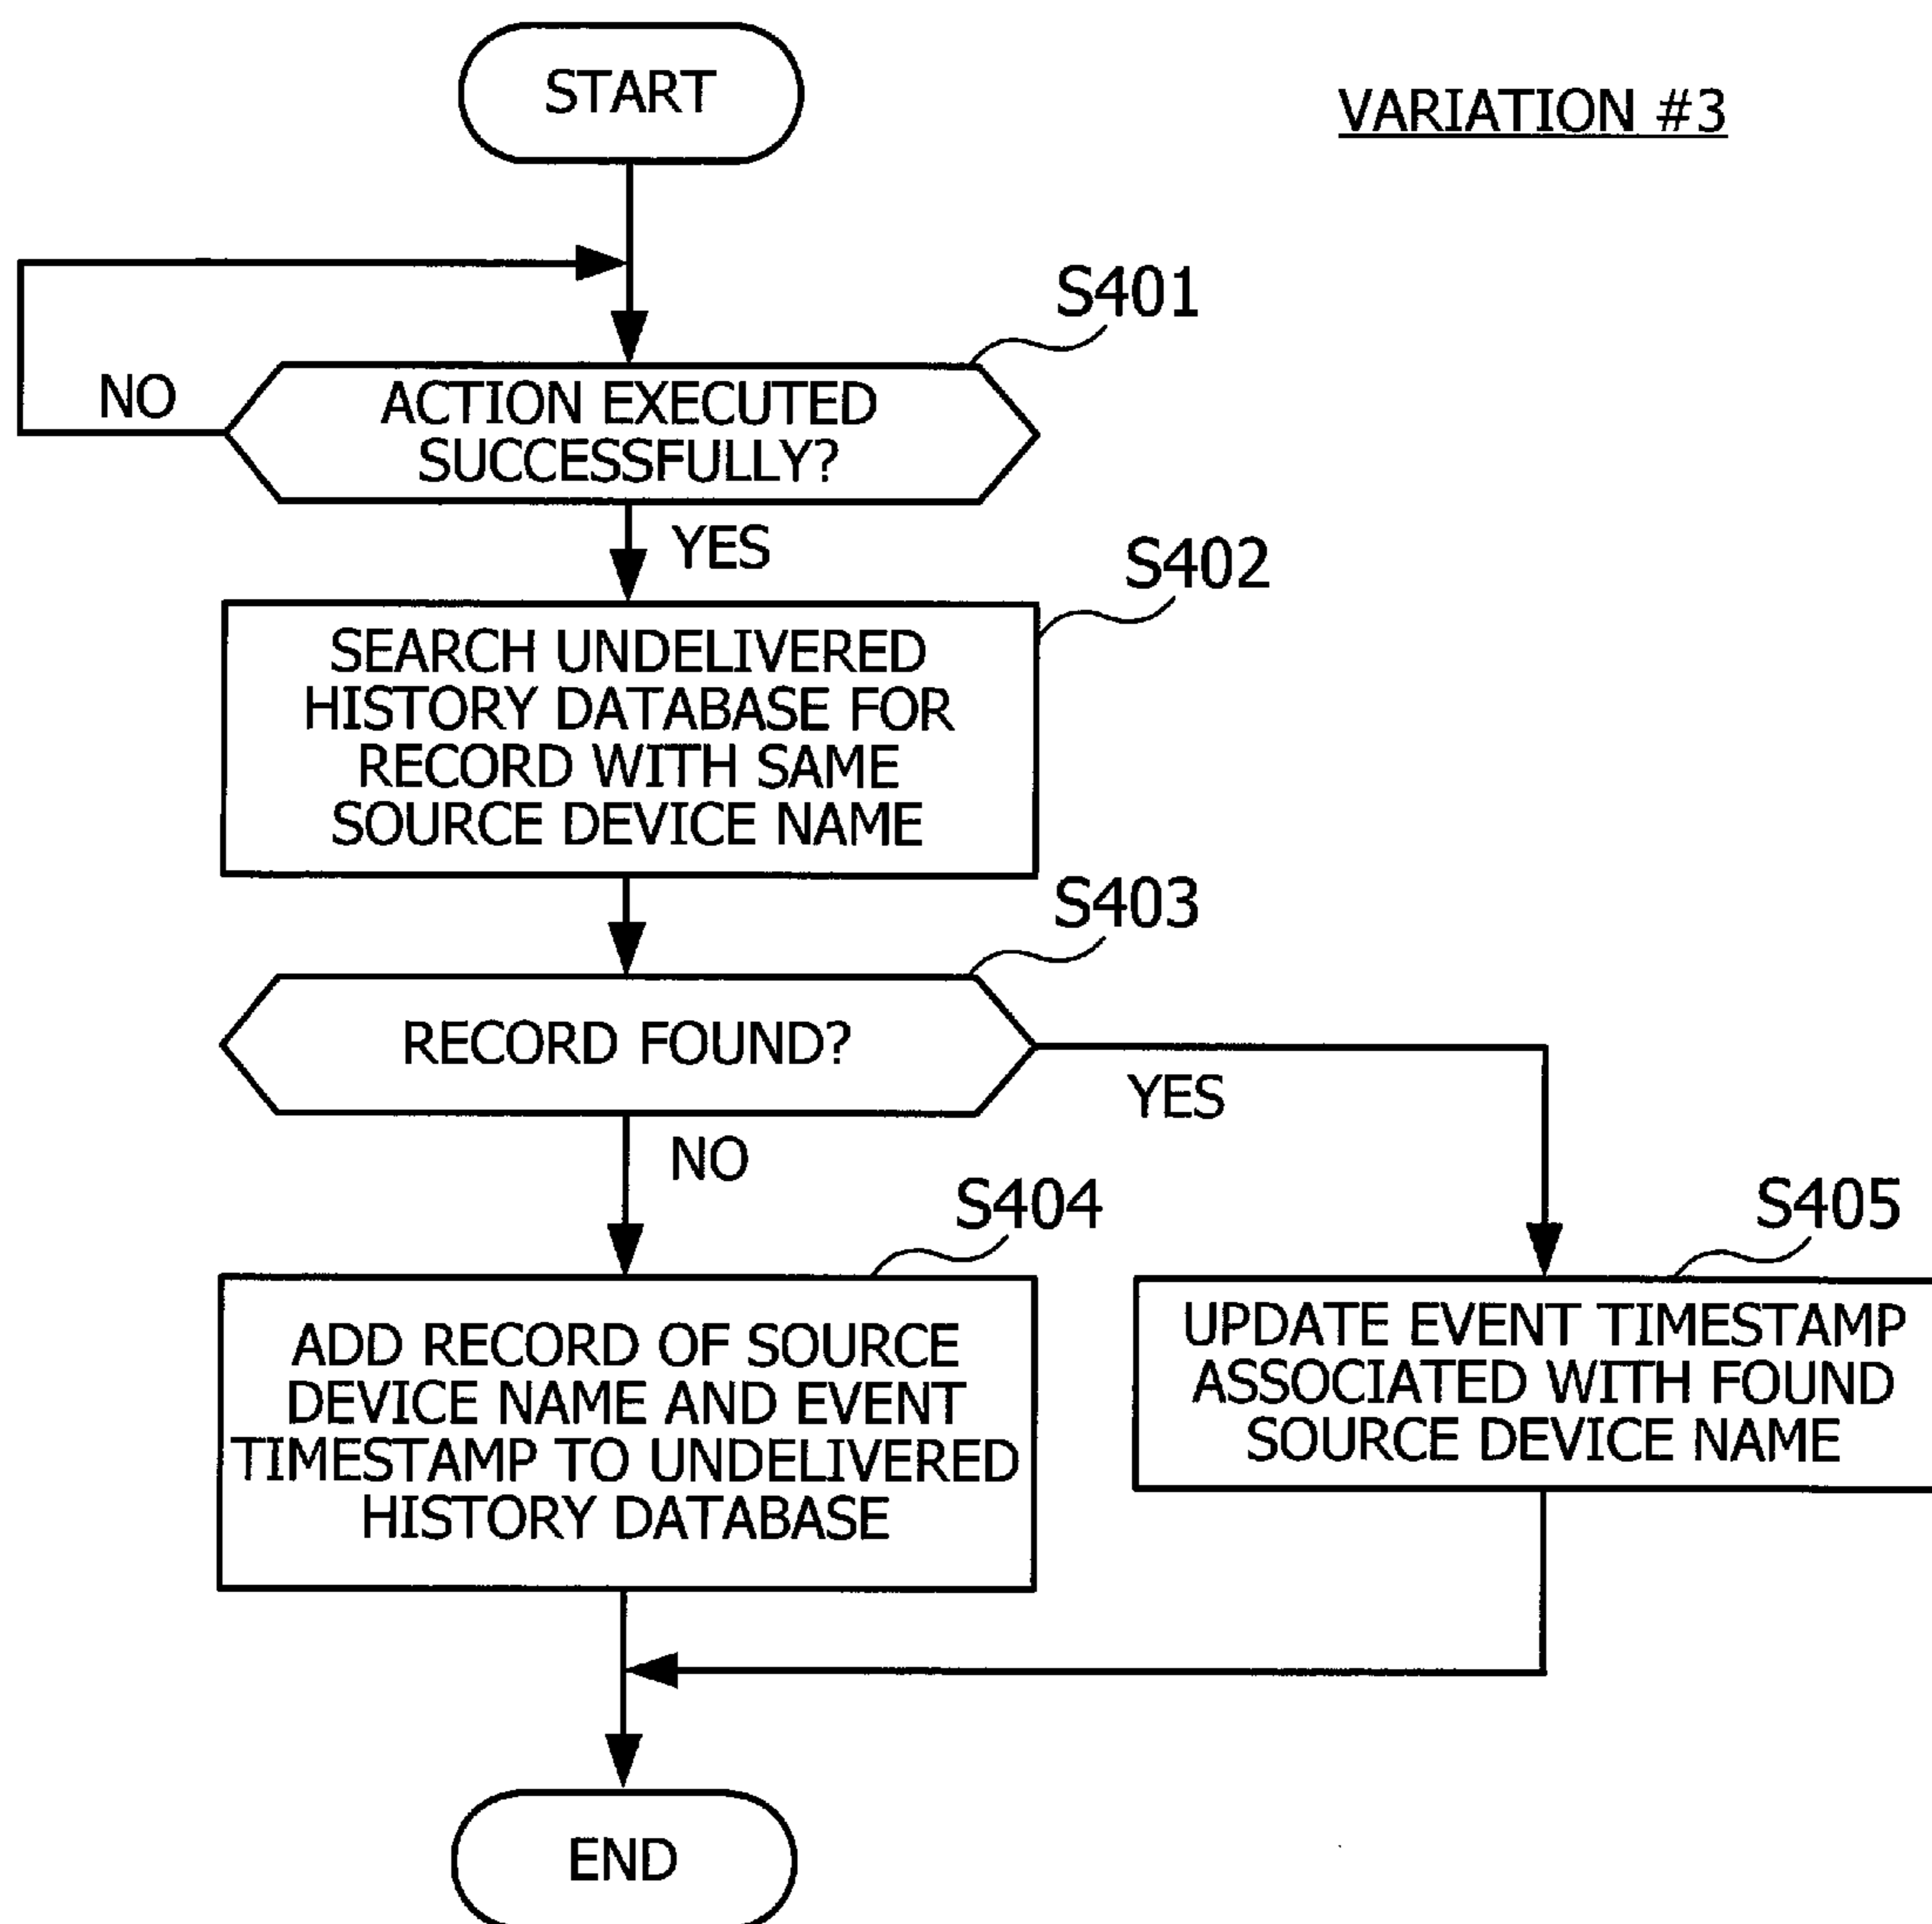 START
VARIATION #3
S401
NO
ACTION EXECUTED
SUCCESSFULLY?
YES
S402
SEARCH UNDELIVERED
HISTORY DATABASE FOR
RECORD WITH SAME
SOURCE DEVICE NAME
S403
RECORD FOUND?
YES
NO
S404
S405
ADD RECORD OF SOURCE
DEVICE NAME AND EVENT
TIMESTAMP TO UNDELIVERED
HISTORY DATABASE
UPDATE EVENT TIMESTAMP
ASSOCIATED WITH FOUND
SOURCE DEVICE NAME
END